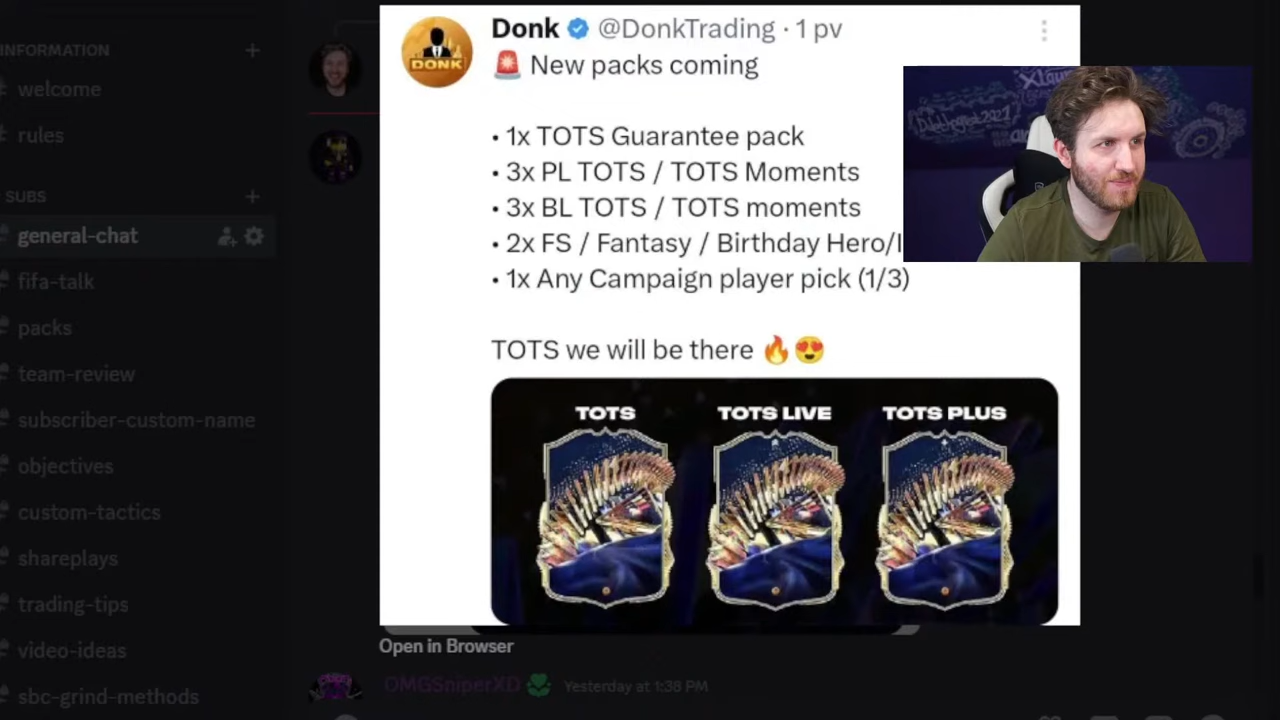 INFORMATION
welcome
rules
SUBS
general-chat
fifa-talk
packs
team-review
subscriber-custom-name
objectives
custom-tactics
shareplays
trading-tips
video-ideas
sbc-grind-methods
DONK
Donk @DonkTrading · 1 pv
🚨 New packs coming
• 1x TOTS Guarantee pack
• 3x PL TOTS / TOTS Moments
• 3x BL TOTS / TOTS moments
• 2x FS / Fantasy / Birthday Hero/
• 1x Any Campaign player pick (1/3)
TOTS we will be there 🔥😍
TOTS
TOTS LIVE
TOTS PLUS
Open in Browser
OMGSniperXD Yesterday at 1:38 PM